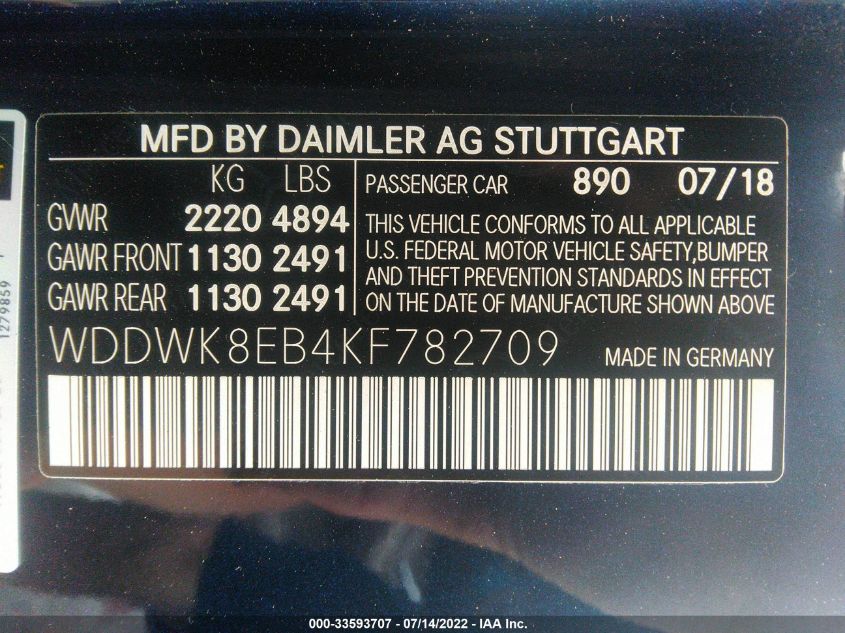 MFD BY DAIMLER AG STUTTGART
KG LBS
GVWR 2220 4894
GAWR FRONT 1130 2491
GAWR REAR 1130 2491
PASSENGER CAR 890 07/18
THIS VEHICLE CONFORMS TO ALL APPLICABLE
U.S. FEDERAL MOTOR VEHICLE SAFETY,BUMPER
AND THEFT PREVENTION STANDARDS IN EFFECT
ON THE DATE OF MANUFACTURE SHOWN ABOVE
WDDWK8EB4KF782709 MADE IN GERMANY
1279859
000-33593707 - 07/14/2022 - IAA Inc.